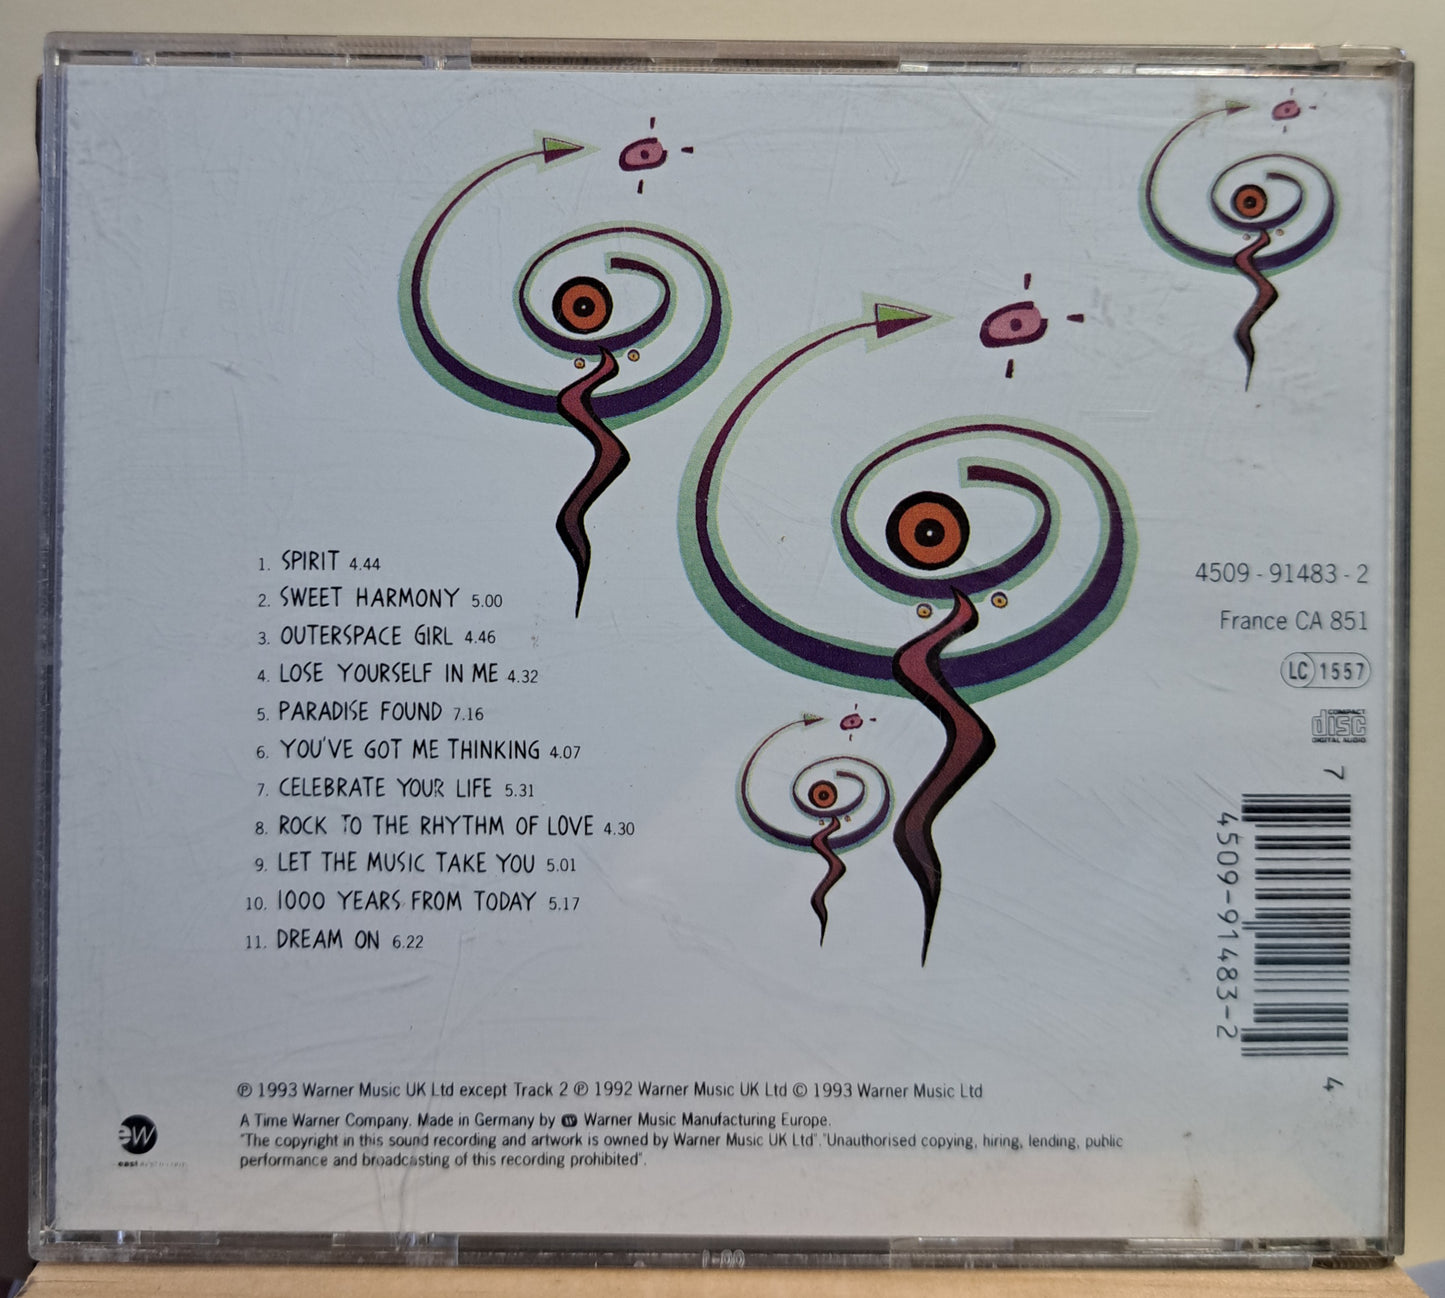 1. SPIRIT 4.44
2. SWEET HARMONY 5.00
3. OUTERSPACE GIRL 4.46
4. LOSE YOURSELF IN ME 4.32
5. PARADISE FOUND 7.16
6. YOU'VE GOT ME THINKING 4.07
7. CELEBRATE YOUR LIFE 5.31
8. ROCK TO THE RHYTHM OF LOVE 4.30
9. LET THE MUSIC TAKE YOU 5.01
10. 1000 YEARS FROM TODAY 5.17
11. DREAM ON 6.22
4509 - 91483 - 2
France CA 851
LC 1557
COMPACT
disc
DIGITAL AUDIO
7 4509-91483-2 4
℗ 1993 Warner Music UK Ltd except Track 2 ℗ 1992 Warner Music UK Ltd © 1993 Warner Music Ltd
A Time Warner Company. Made in Germany by W Warner Music Manufacturing Europe.
"The copyright in this sound recording and artwork is owned by Warner Music UK Ltd". "Unauthorised copying, hiring, lending, public
performance and broadcasting of this recording prohibited".
ew
east